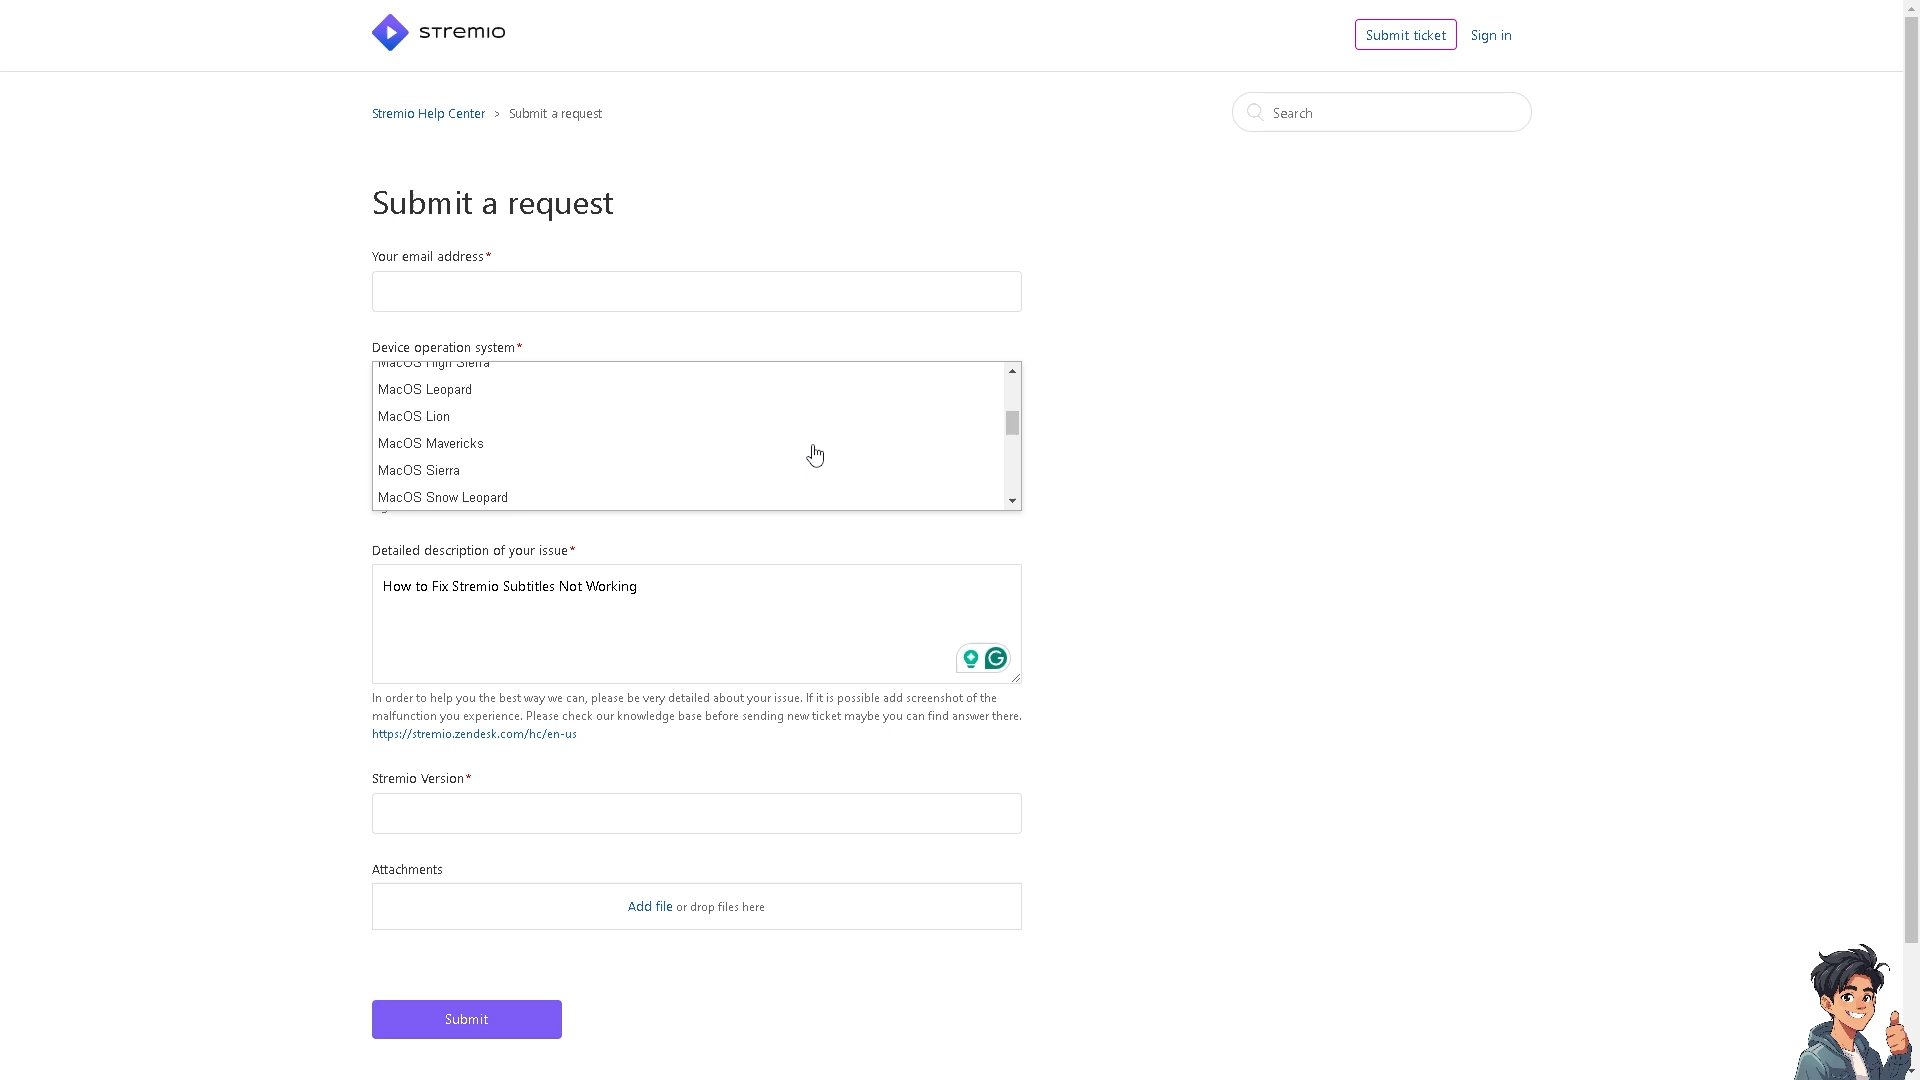 STREMIO
Submit ticket
Sign in
Stremio Help Center > Submit a request
Search
Submit a request
Your email address*
Device operation system*
MacOS High Sierra
MacOS Leopard
MacOS Lion
MacOS Mavericks
MacOS Sierra
MacOS Snow Leopard
Detailed description of your issue*
How to Fix Stremio Subtitles Not Working
In order to help you the best way we can, please be very detailed about your issue. If it is possible add screenshot of the
malfunction you experience. Please check our knowledge base before sending new ticket maybe you can find answer there.
https://stremio.zendesk.com/hc/en-us
Stremio Version*
Attachments
Add file or drop files here
Submit